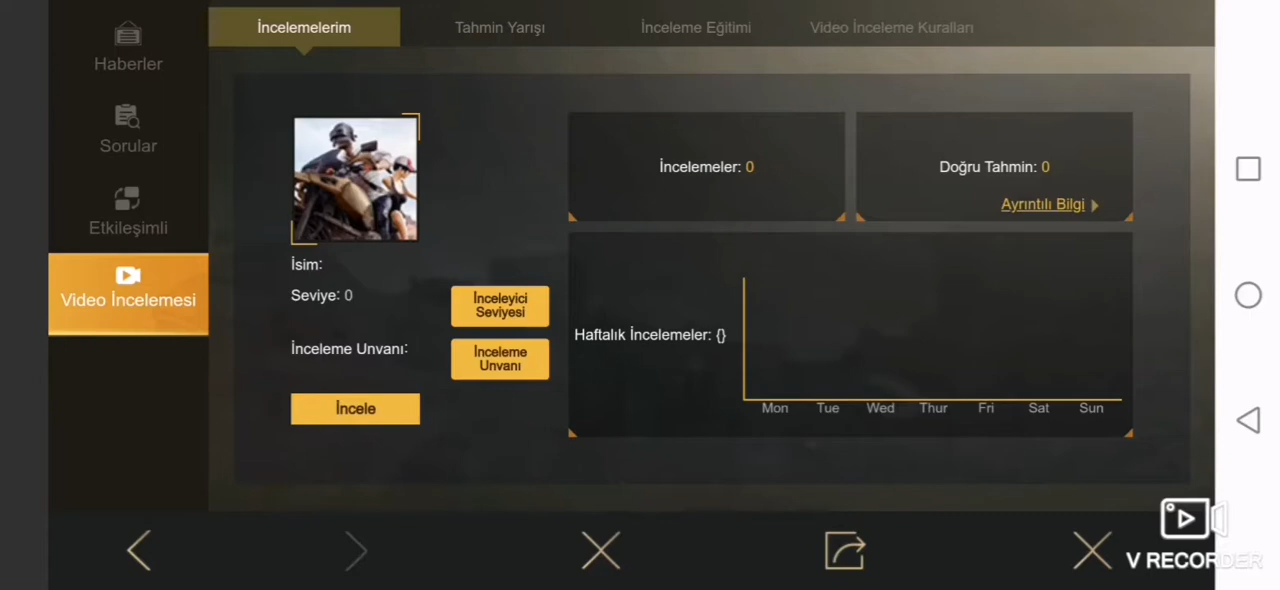 İncelemelerim
Tahmin Yarışı
İnceleme Eğitimi
Video İnceleme Kuralları
Haberler
Sorular
Etkileşimli
Video İncelemesi
İsim:
Seviye: 0
İnceleyici
Seviyesi
İnceleme Unvanı:
İnceleme
Unvanı
İncele
İncelemeler: 0
Doğru Tahmin: 0
Ayrıntılı Bilgi
Haftalık İncelemeler: {}
Mon Tue Wed Thur Fri Sat Sun
V RECORDER